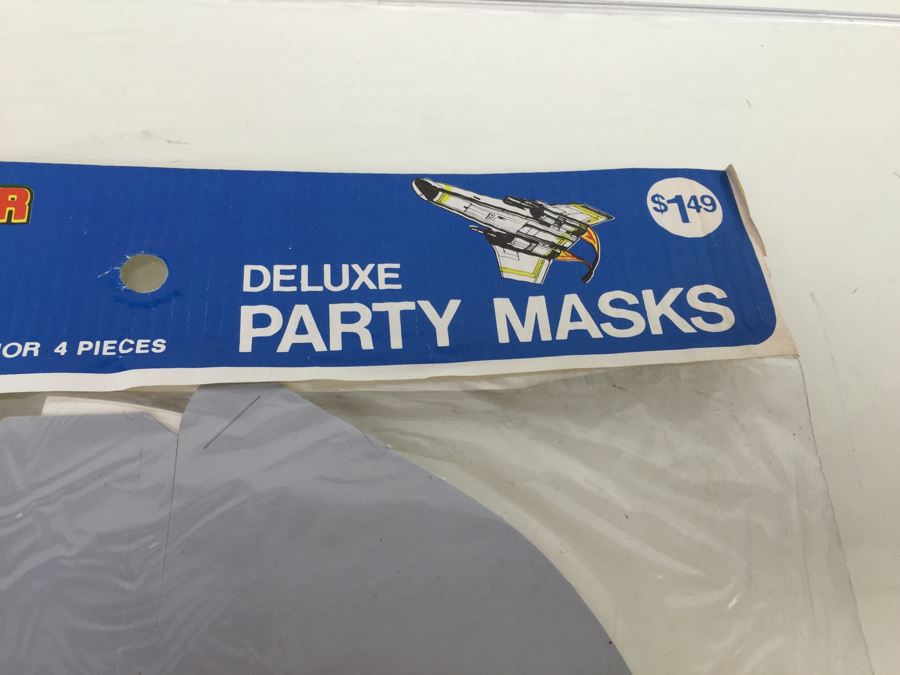 R
$1.49
DELUXE
PARTY MASKS
OR 4 PIECES